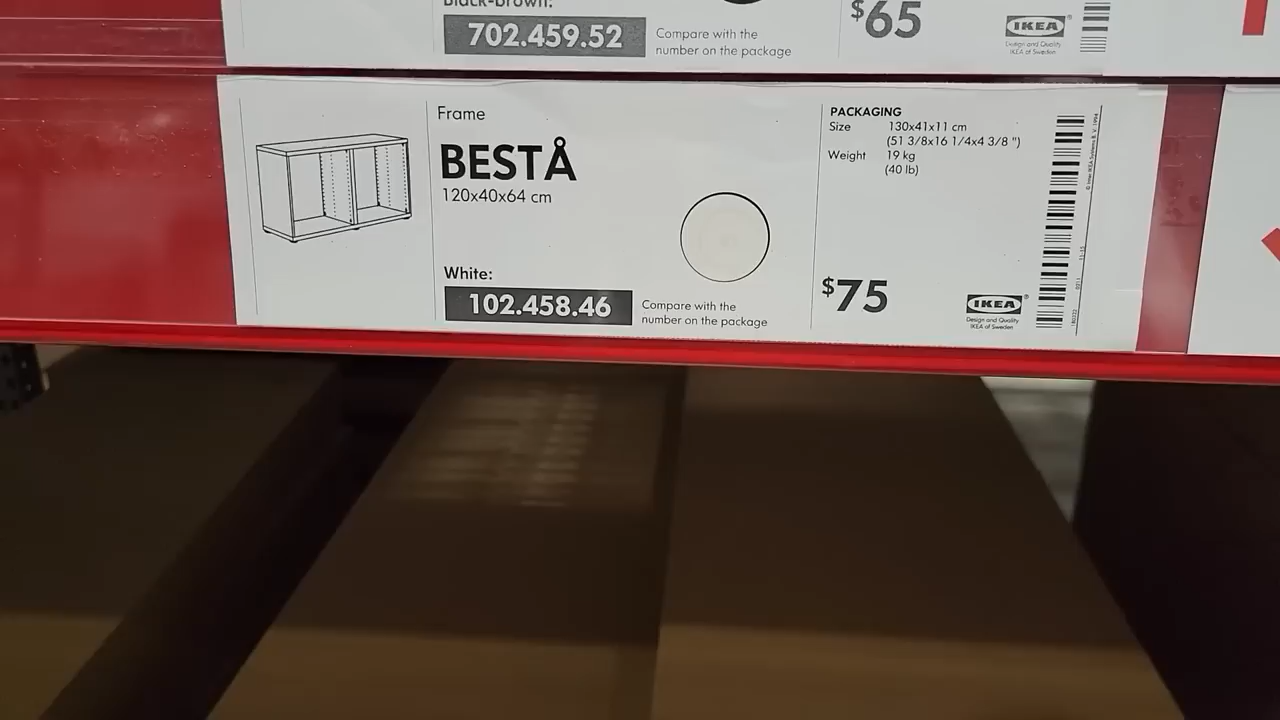 Black-brown:
702.459.52
Compare with the
number on the package
$65
IKEA
Design and Quality
IKEA of Sweden
Frame
BESTÅ
120x40x64 cm
White:
102.458.46
Compare with the
number on the package
PACKAGING
Size 130x41x11 cm
(51 3/8x16 1/4x4 3/8 ")
Weight 19 kg
(40 lb)
$75
IKEA
Design and Quality
IKEA of Sweden